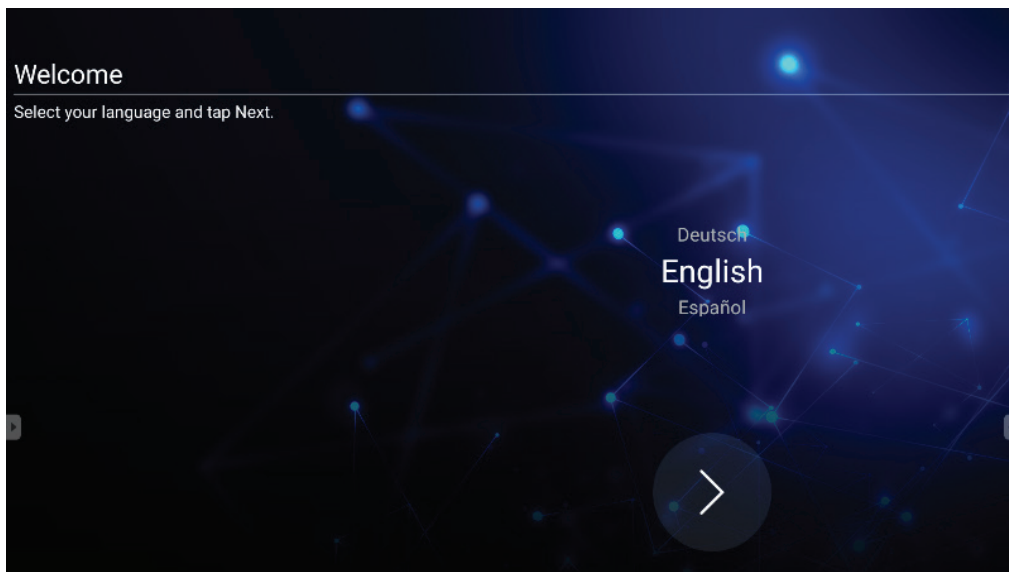 Welcome
Select your language and tap Next.
Deutsch
English
Español